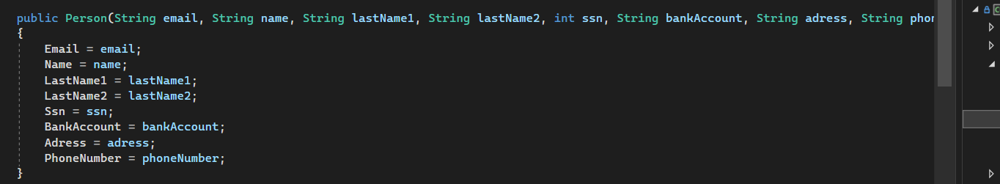 public Person(String email, String name, String lastName1, String lastName2, int ssn, String bankAccount, String adress, String phon
{
Email = email;
Name = name;
LastName1 = lastName1;
LastName2 = lastName2;
Ssn = ssn;
BankAccount = bankAccount;
Adress = adress;
PhoneNumber = phoneNumber;
}